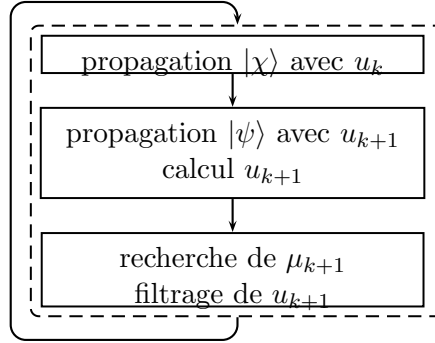 propagation |χ⟩ avec u_k
propagation |ψ⟩ avec u_{k+1}
calcul u_{k+1}
recherche de μ_{k+1}
filtrage de u_{k+1}